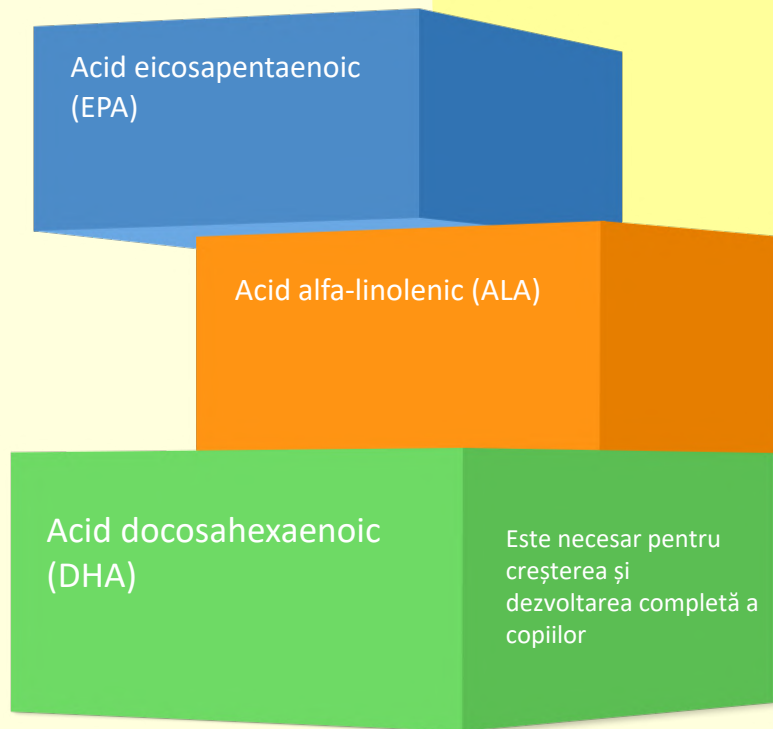 Acid eicosapentaenoic
(EPA)
Acid alfa-linolenic (ALA)
Acid docosahexaenoic
(DHA)
Este necesar pentru
creșterea și
dezvoltarea completă a
copiilor